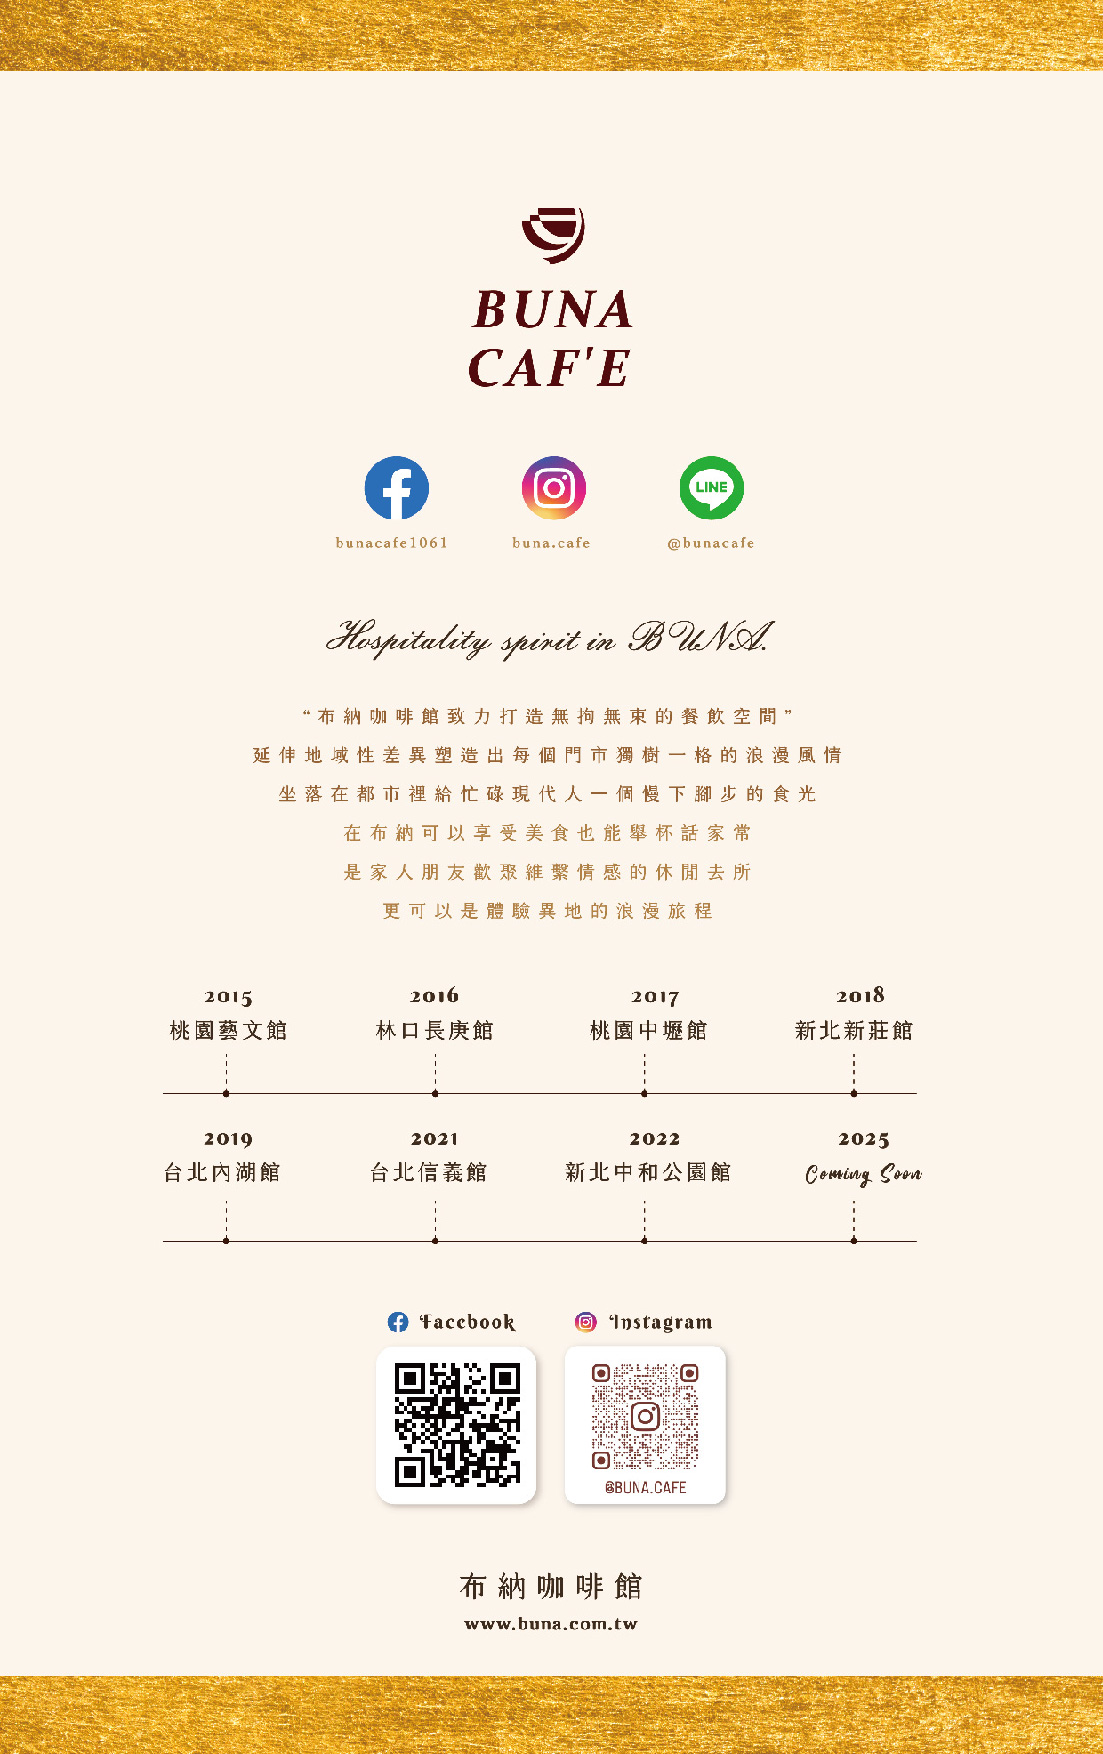 BUNA
CAF'E
LINE
bunacafe1061
buna.cafe
@bunacafe
Hospitality spirit in BUNA.
“布納咖啡館致力打造無拘無束的餐飲空間”
延伸地域性差異塑造出每個門市獨樹一格的浪漫風情
坐落在都市裡給忙碌現代人一個慢下腳步的食光
在布納可以享受美食也能舉杯話家常
是家人朋友歡聚維繫情感的休閒去所
更可以是體驗異地的浪漫旅程
2015 2016 2017 2018
桃園藝文館 林口長庚館 桃園中壢館 新北新莊館
2019 2021 2022 2025
台北內湖館 台北信義館 新北中和公園館 Coming Soon
Facebook Instagram
@BUNA.CAFE
布納咖啡館
www.buna.com.tw